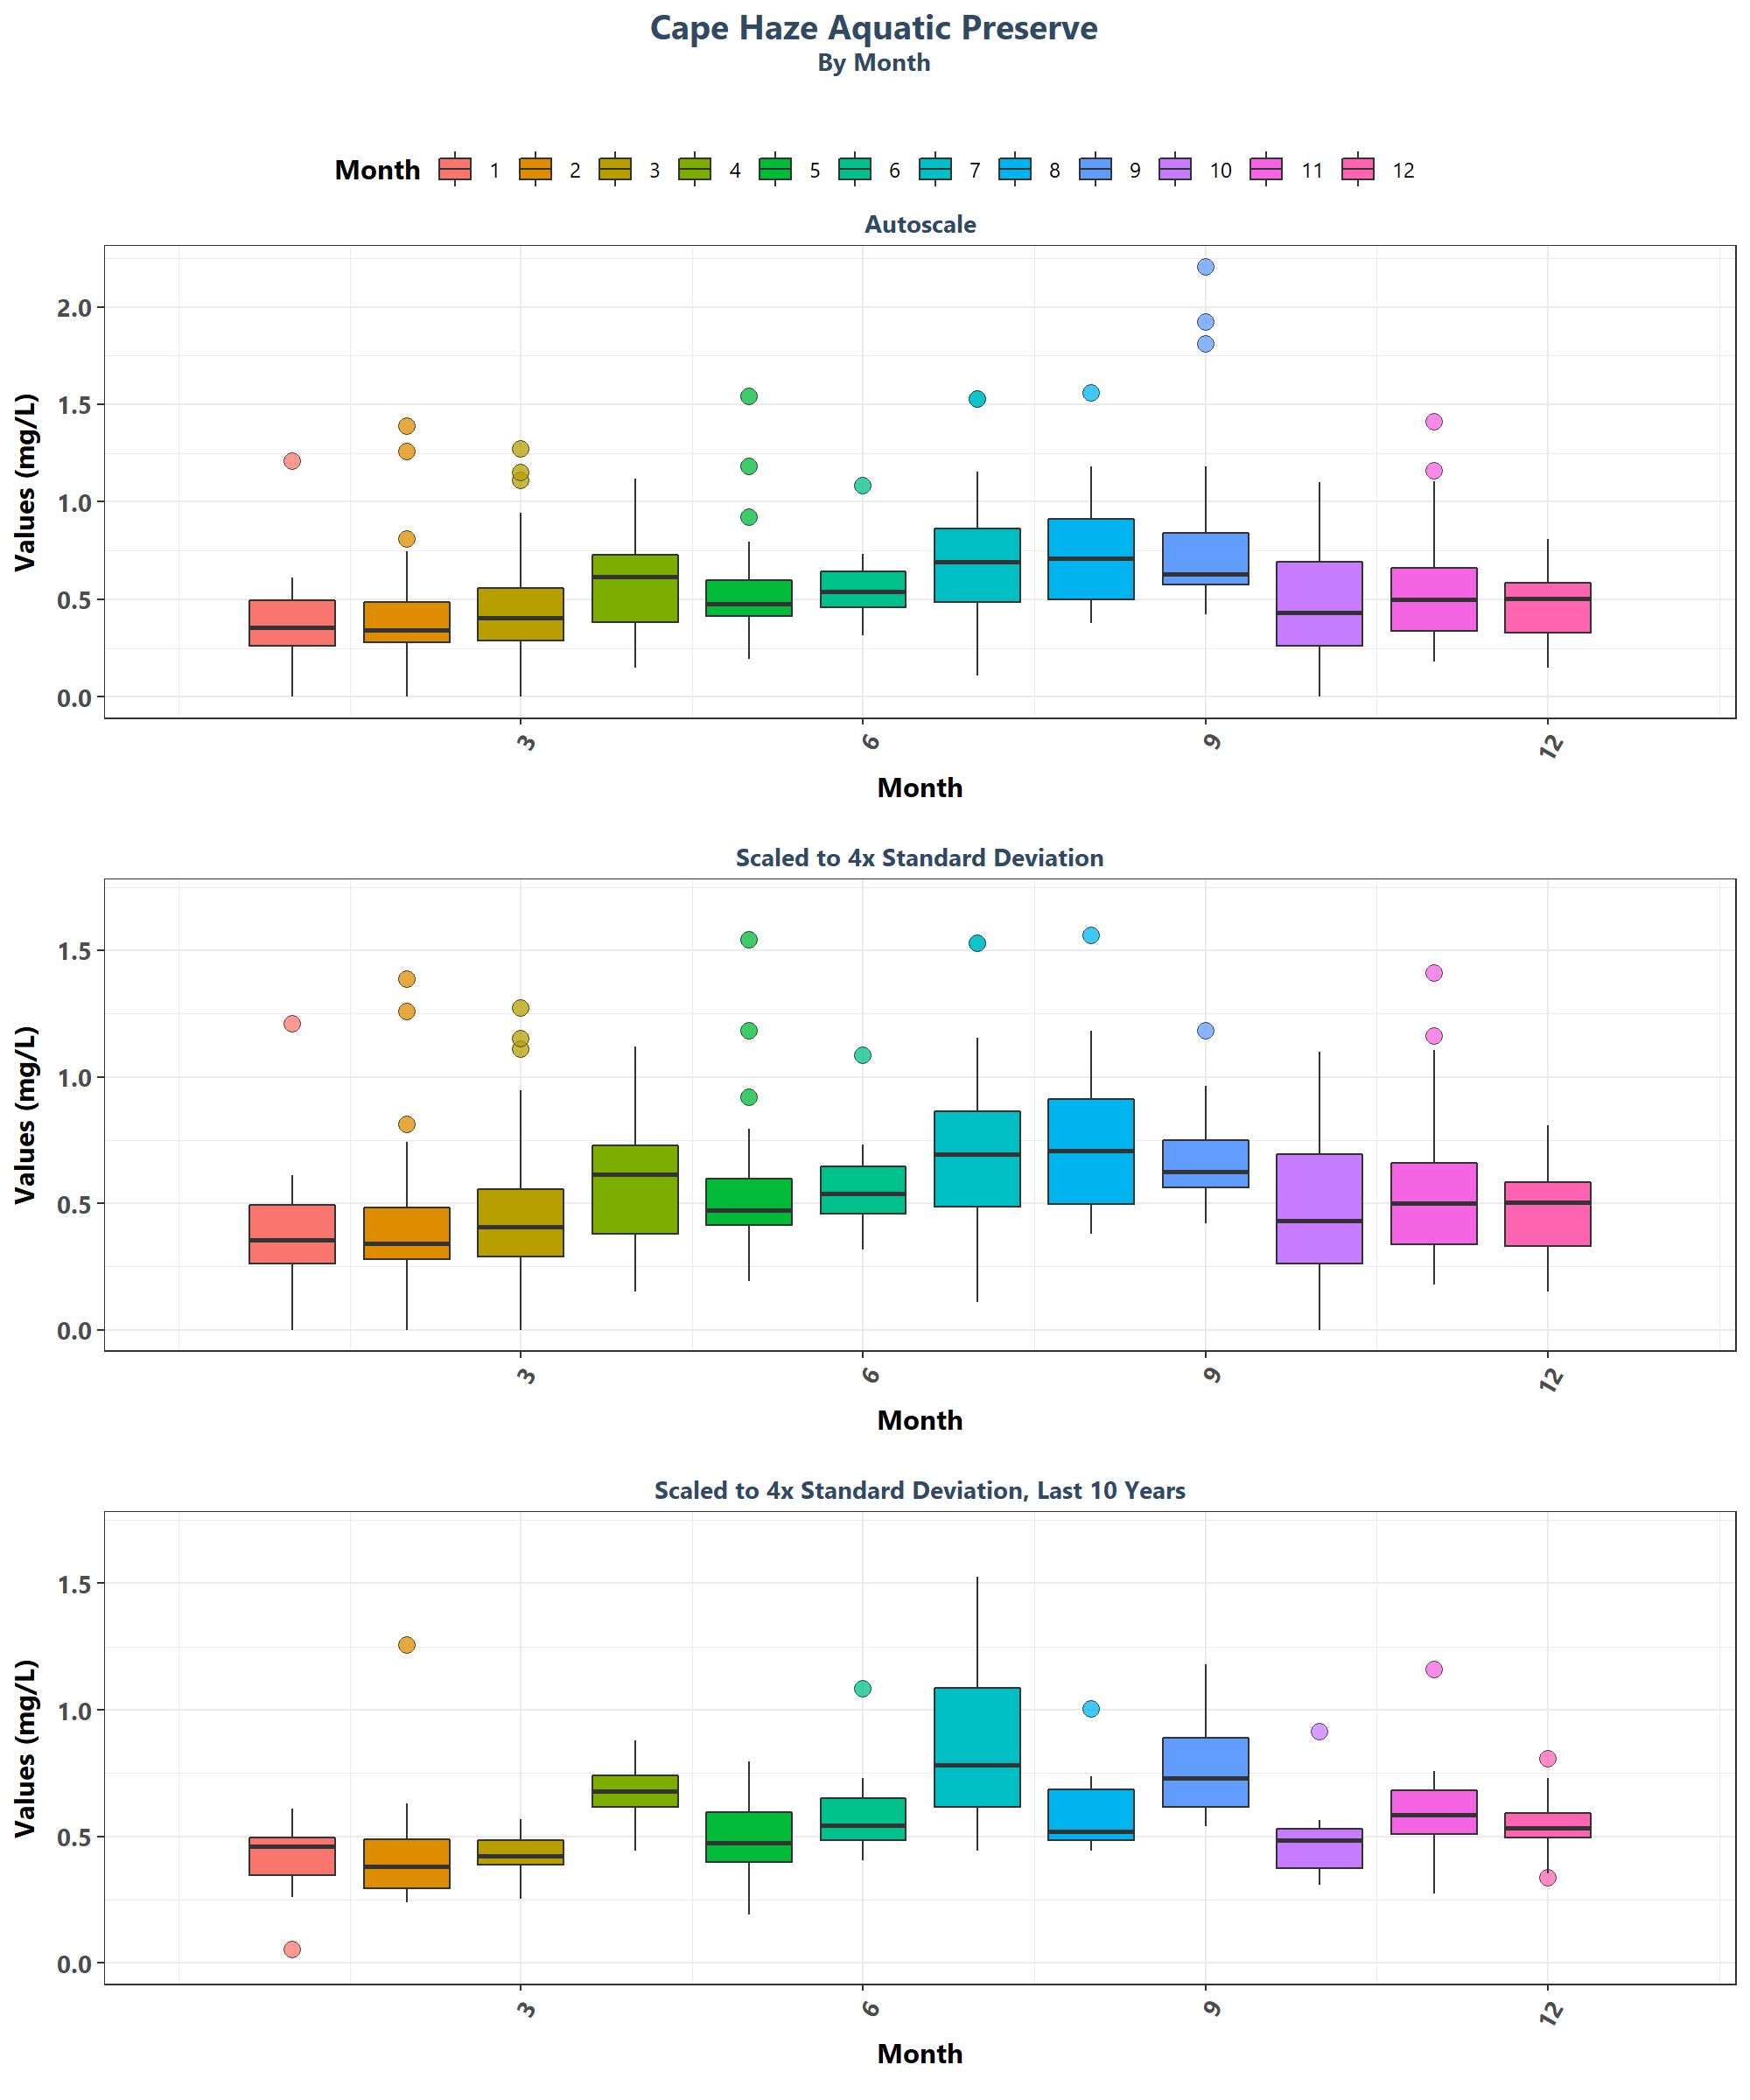 Cape Haze Aquatic Preserve
By Month
Month 1 2 3 4 5 6 7 8 9 10 11 12
Autoscale
Values (mg/L)
2.0
1.5
1.0
0.5
0.0
3 6 9 12
Month
Scaled to 4x Standard Deviation
Values (mg/L)
1.5
1.0
0.5
0.0
3 6 9 12
Month
Scaled to 4x Standard Deviation, Last 10 Years
Values (mg/L)
1.5
1.0
0.5
0.0
3 6 9 12
Month